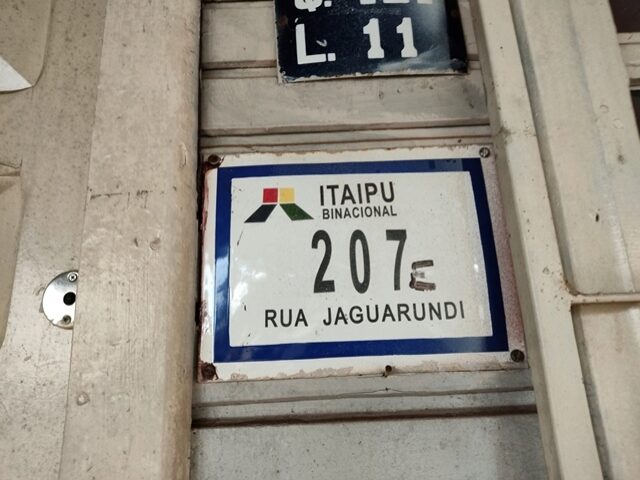 L. 11
ITAIPU
BINACIONAL
207E
RUA JAGUARUNDI